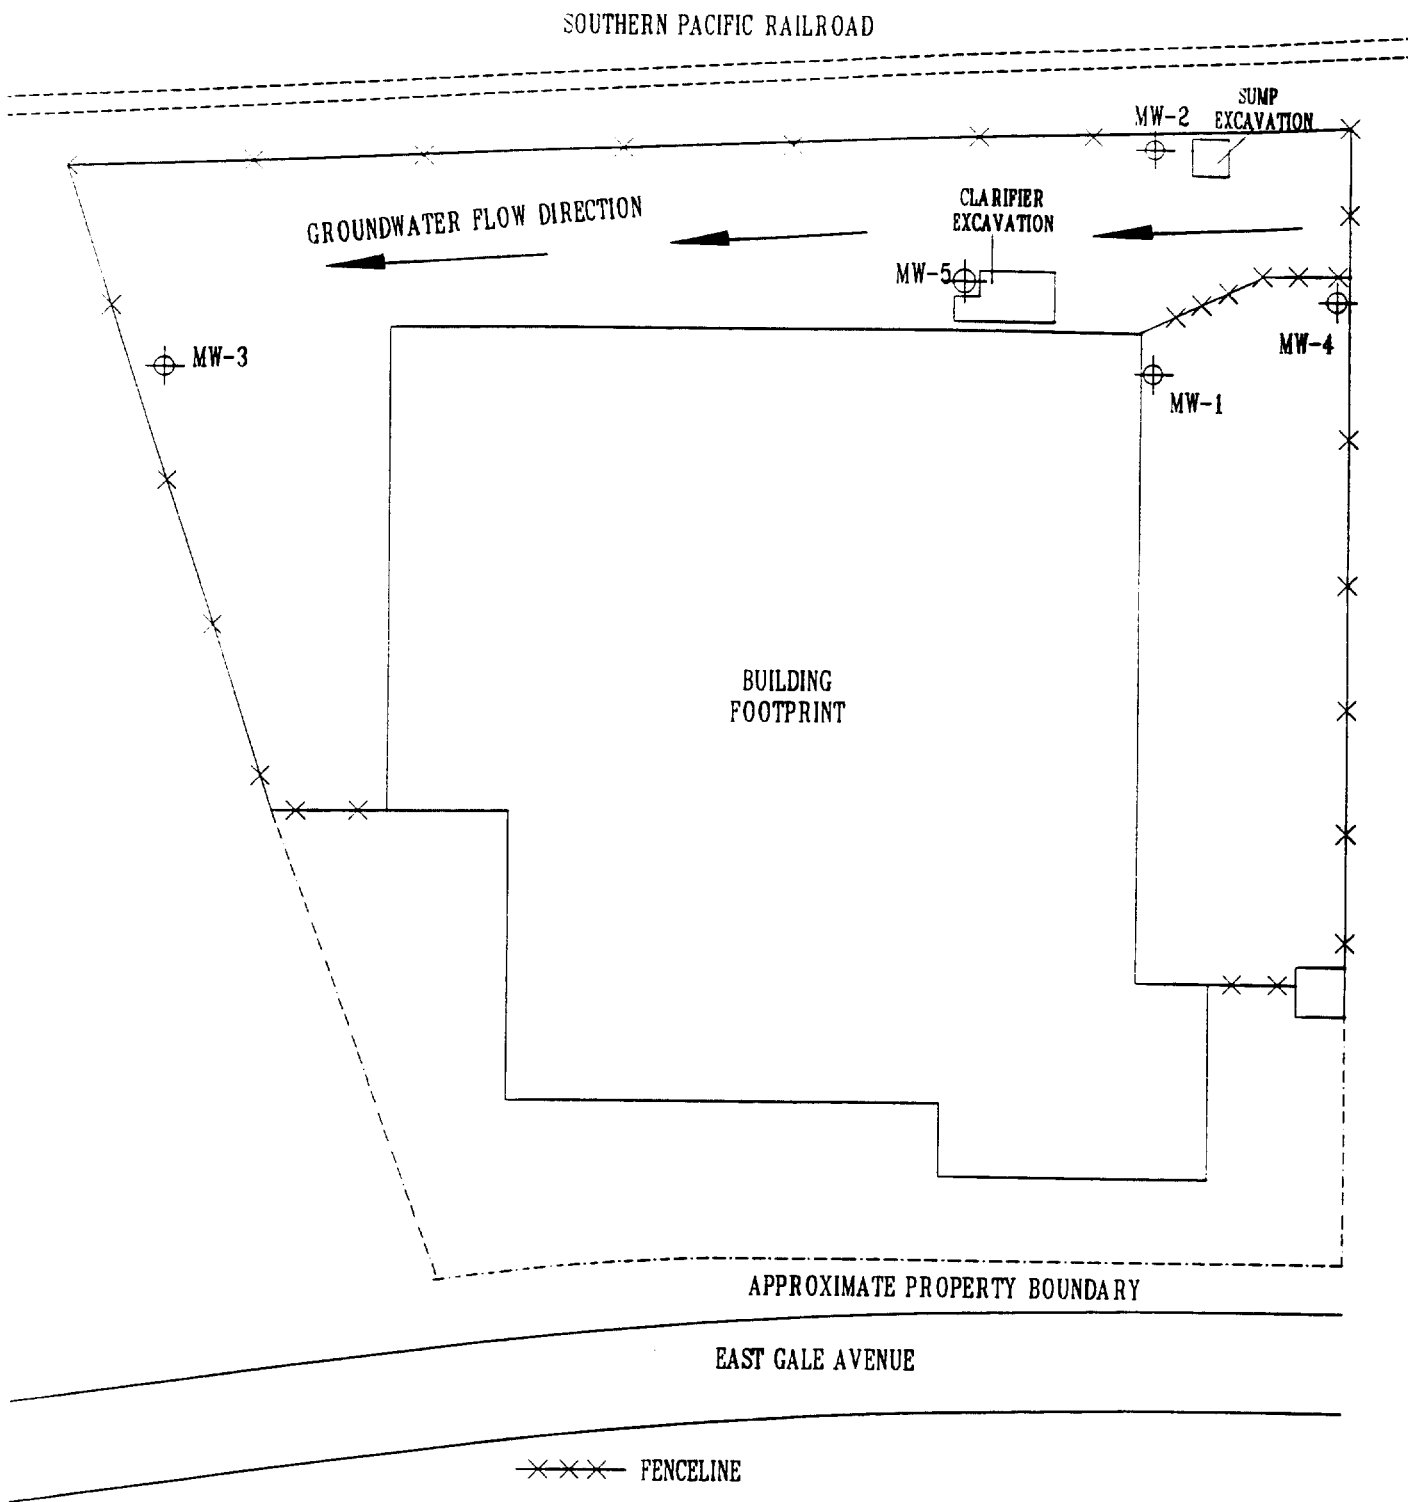 SOUTHERN PACIFIC RAILROAD
SUMP
EXCAVATION
MW-2
CLARIFIER
EXCAVATION
GROUNDWATER FLOW DIRECTION
MW-5
MW-4
MW-3
MW-1
BUILDING
FOOTPRINT
APPROXIMATE PROPERTY BOUNDARY
EAST GALE AVENUE
FENCELINE